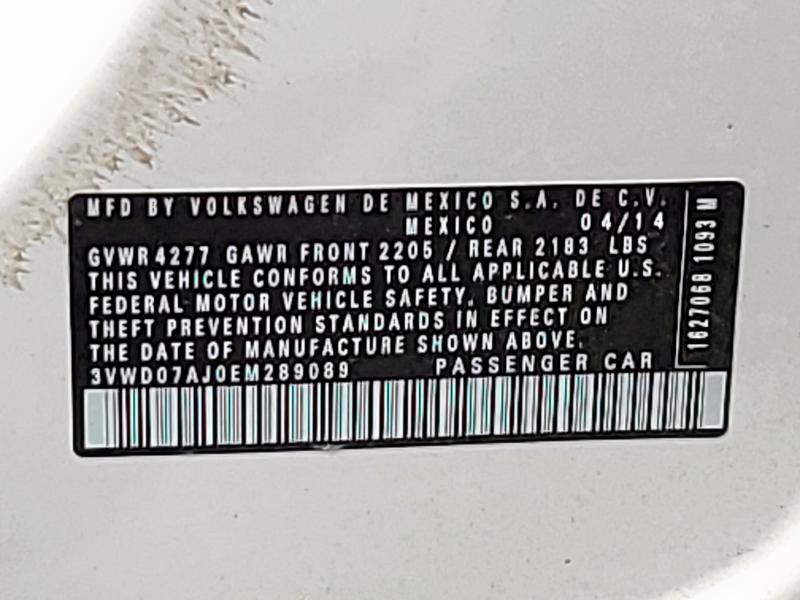 MFD BY VOLKSWAGEN DE MEXICO S.A. DE C.V.
MEXICO 04/14
GVWR 4277 GAWR FRONT 2205 / REAR 2183 LBS
THIS VEHICLE CONFORMS TO ALL APPLICABLE U.S.
FEDERAL MOTOR VEHICLE SAFETY, BUMPER AND
THEFT PREVENTION STANDARDS IN EFFECT ON
THE DATE OF MANUFACTURE SHOWN ABOVE.
3VWD07AJ0EM289089 PASSENGER CAR
1627068 1093 M